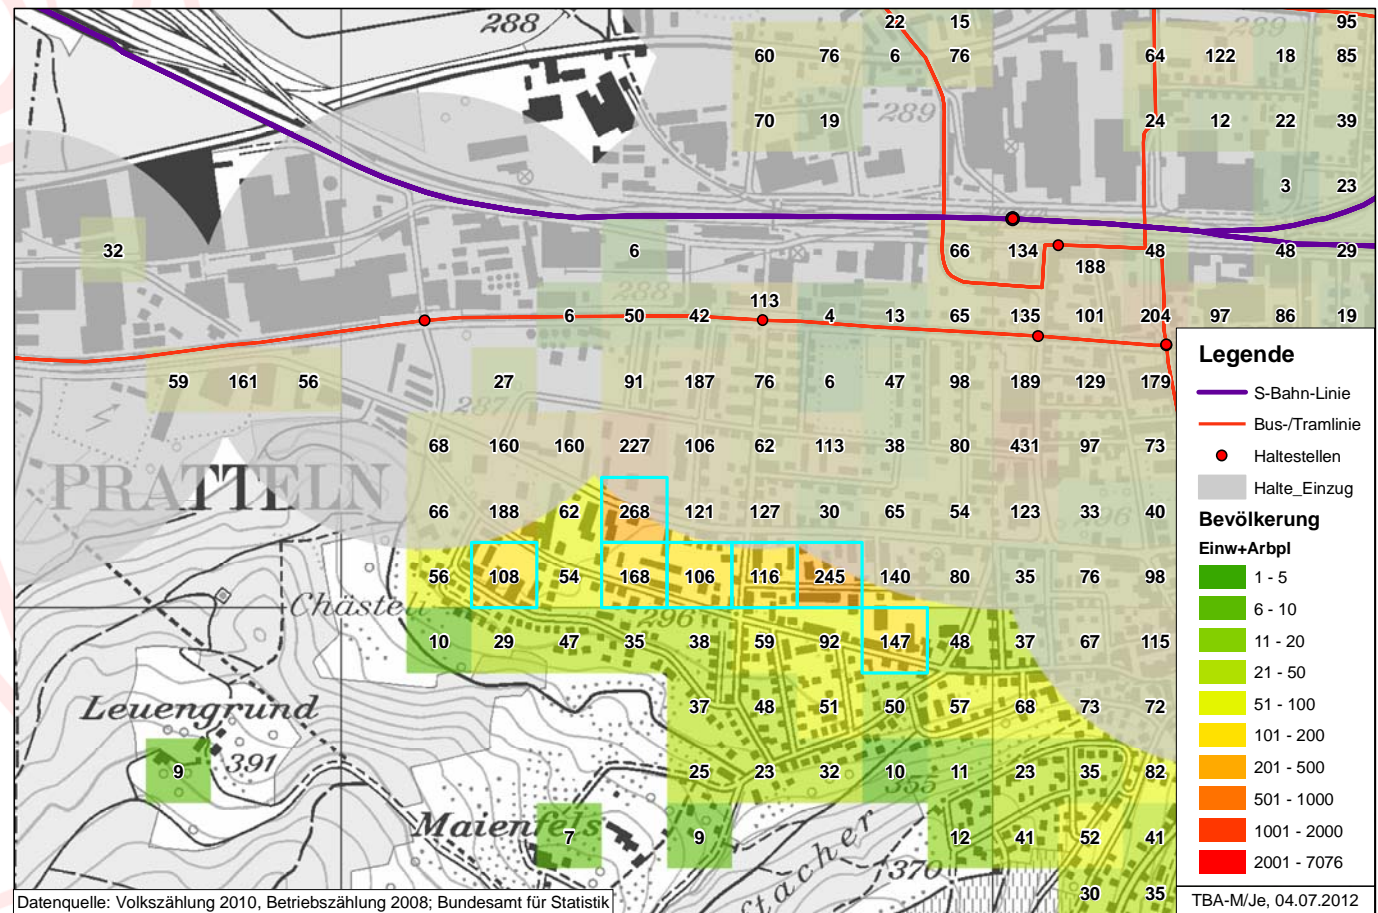 288 22 15 289 95
60 76 6 76 64 122 18 85
70 19 289 24 12 22 39
3 23
32 6 66 134 188 48 48 29
288 113
6 50 42 4 13 65 135 101 204 97 86 19
59 161 56 27 91 187 76 6 47 98 189 129 179
287
68 160 160 227 106 62 113 38 80 431 97 73
PRATTELN
66 188 62 268 121 127 30 65 54 123 33 296 40
56 108 54 168 106 116 245 140 80 35 76 98
Chästeli 296
10 29 47 35 38 59 92 147 48 37 67 115
Leuengrund
37 48 51 50 57 68 73 72
9 391 25 23 32 10 11 23 35 82
355
Maienfels
7 9 12 41 52 41
370
30 35
Legende
S-Bahn-Linie
Bus-/Tramlinie
Haltestellen
Halte_Einzug
Bevölkerung
Einw+Arbpl
1 - 5
6 - 10
11 - 20
21 - 50
51 - 100
101 - 200
201 - 500
501 - 1000
1001 - 2000
2001 - 7076
Datenquelle: Volkszählung 2010, Betriebszählung 2008; Bundesamt für Statistik
TBA-M/Je, 04.07.2012